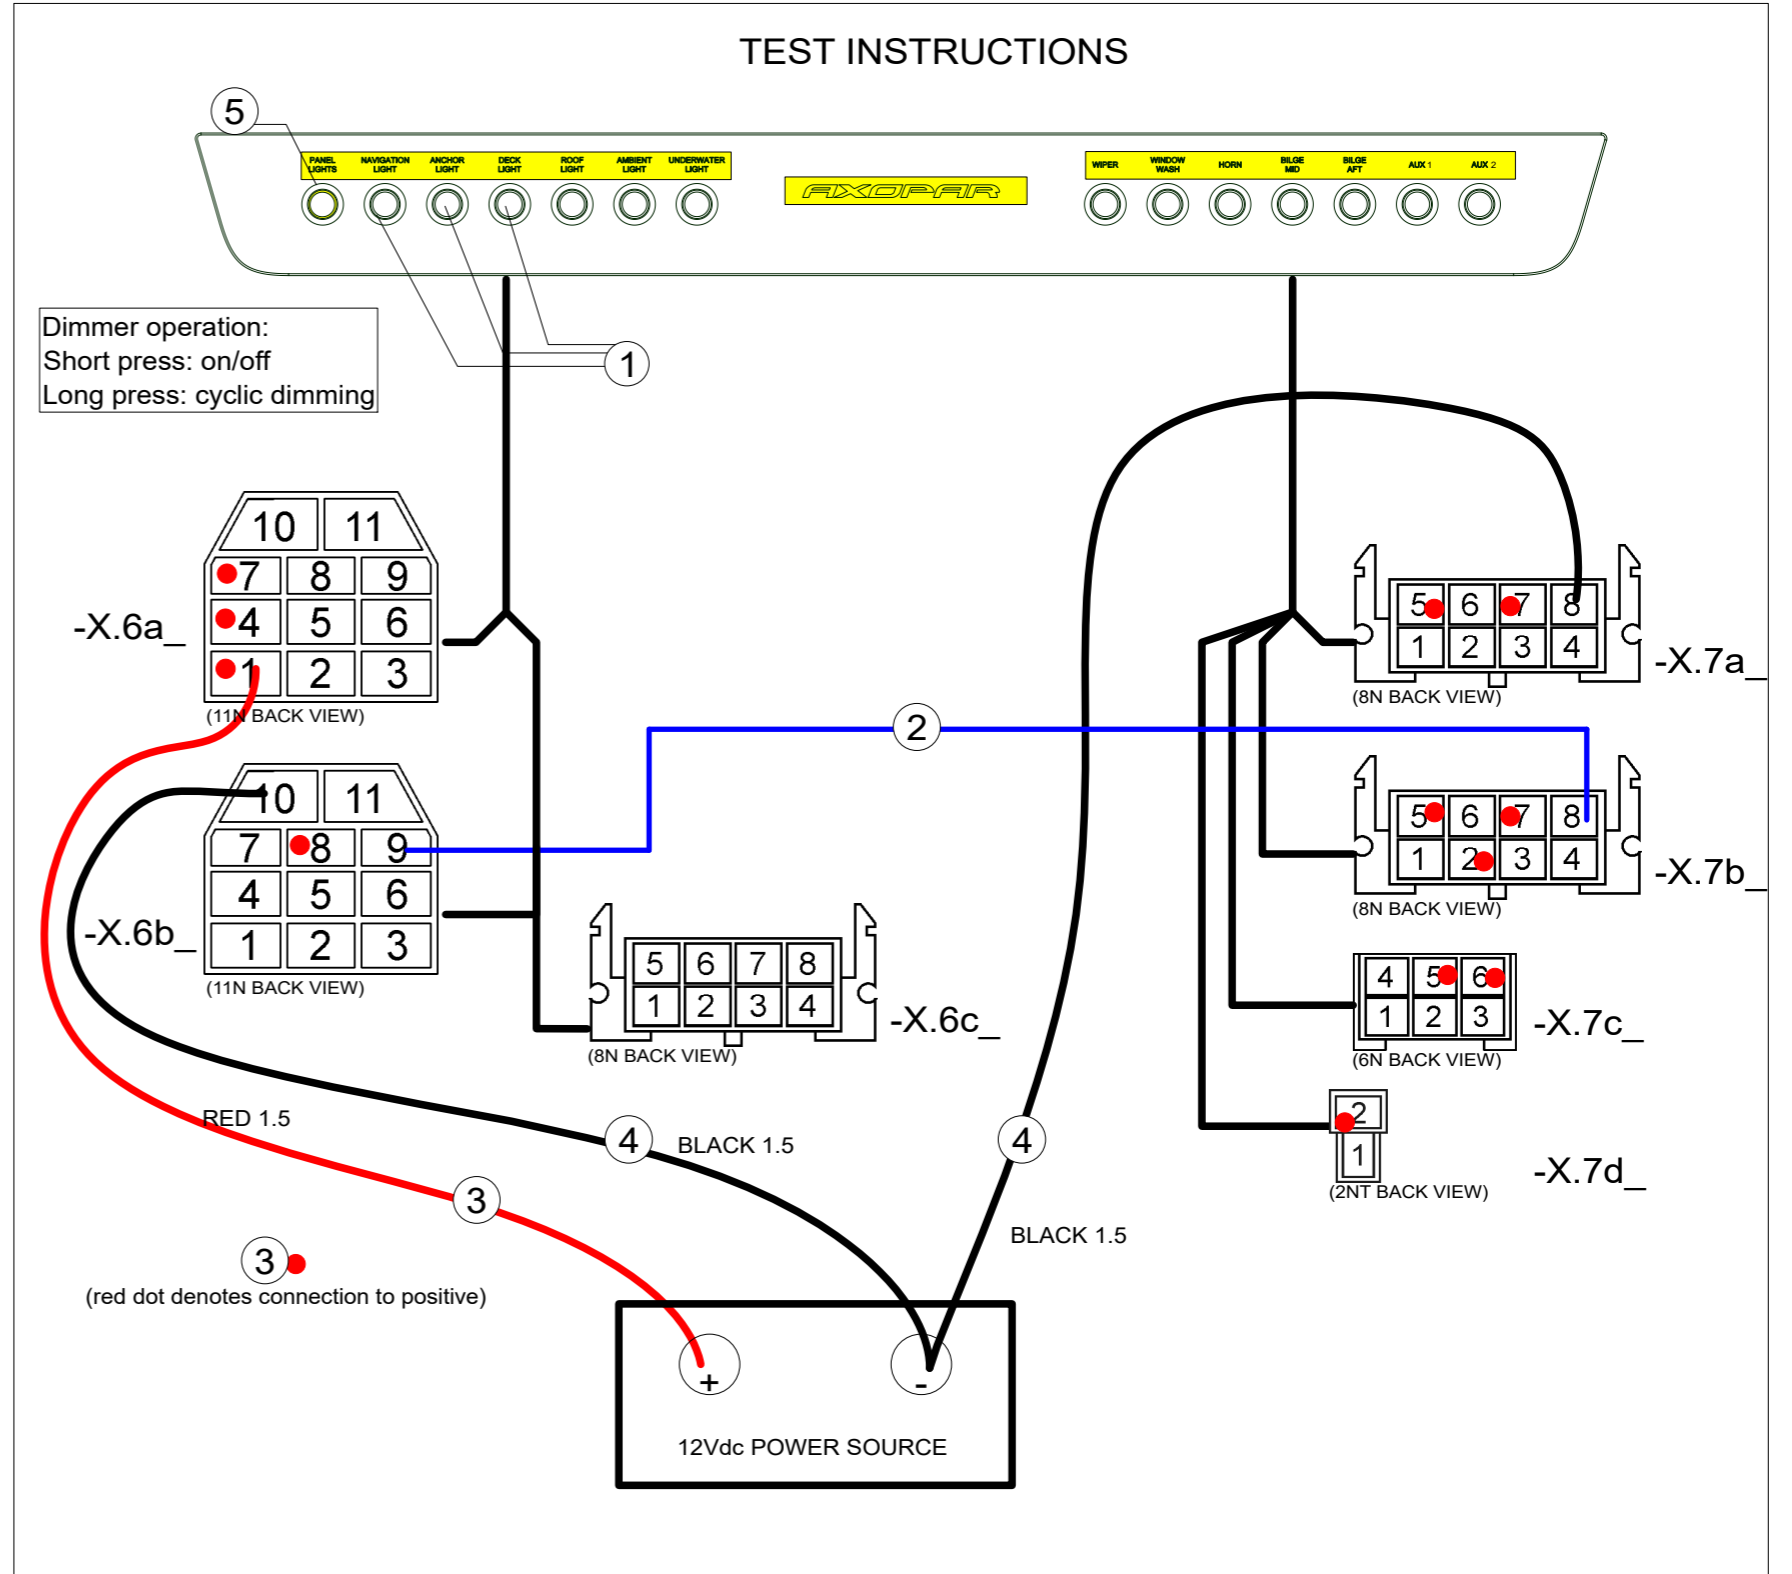 TEST INSTRUCTIONS
5
PANEL LIGHTS
NAVIGATION LIGHT
ANCHOR LIGHT
DECK LIGHT
ROOF LIGHT
AMBIENT LIGHT
UNDERWATER LIGHT
AXOPAR
WIPER
WINDOW WASH
HORN
BILGE MID
BILGE AFT
AUX 1
AUX 2
Dimmer operation:
Short press: on/off
Long press: cyclic dimming
1
10 11
7 8 9
4 5 6
1 2 3
-X.6a_
(11N BACK VIEW)
5 6 7 8
1 2 3 4
-X.7a_
(8N BACK VIEW)
2
10 11
7 8 9
4 5 6
1 2 3
-X.6b_
(11N BACK VIEW)
5 6 7 8
1 2 3 4
-X.7b_
(8N BACK VIEW)
5 6 7 8
1 2 3 4
-X.6c_
(8N BACK VIEW)
4 5 6
1 2 3
-X.7c_
(6N BACK VIEW)
2
1
-X.7d_
(2NT BACK VIEW)
RED 1.5
4
BLACK 1.5
4
3
BLACK 1.5
3
(red dot denotes connection to positive)
+
-
12Vdc POWER SOURCE